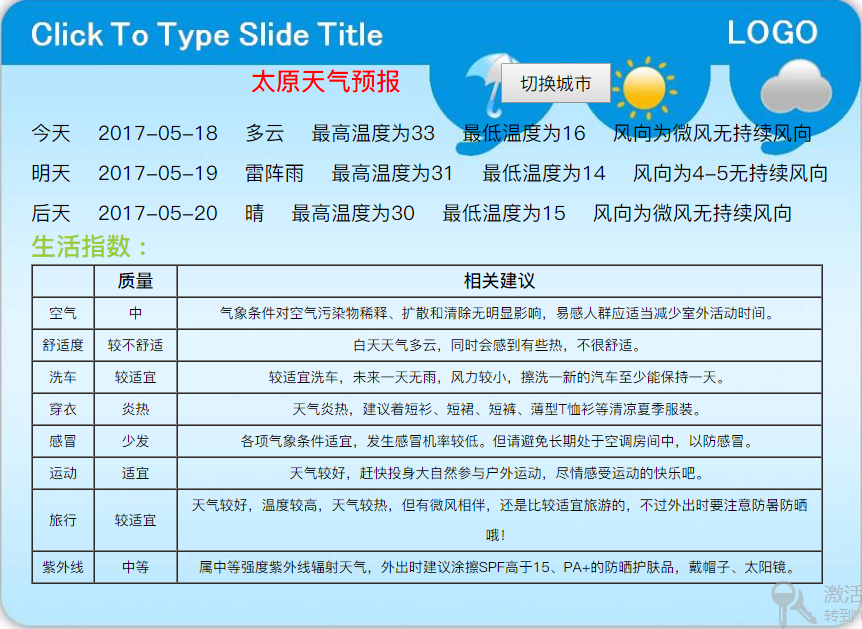 Click To Type Slide Title
LOGO
太原天气预报
切换城市
今天 2017-05-18 多云 最高温度为33 最低温度为16 风向为微风无持续风向
明天 2017-05-19 雷阵雨 最高温度为31 最低温度为14 风向为4-5无持续风向
后天 2017-05-20 晴 最高温度为30 最低温度为15 风向为微风无持续风向
生活指数：
质量 相关建议
空气 中 气象条件对空气污染物稀释、扩散和清除无明显影响，易感人群应适当减少室外活动时间。
舒适度 较不舒适 白天天气多云，同时会感到有些热，不很舒适。
洗车 较适宜 较适宜洗车，未来一天无雨，风力较小，擦洗一新的汽车至少能保持一天。
穿衣 炎热 天气炎热，建议着短衫、短裙、短裤、薄型T恤衫等清凉夏季服装。
感冒 少发 各项气象条件适宜，发生感冒机率较低。但请避免长期处于空调房间中，以防感冒。
运动 适宜 天气较好，赶快投身大自然参与户外运动，尽情感受运动的快乐吧。
旅行 较适宜 天气较好，温度较高，天气较热，但有微风相伴，还是比较适宜旅游的，不过外出时要注意防暑防晒
哦！
紫外线 中等 属中等强度紫外线辐射天气，外出时建议涂擦SPF高于15、PA+的防晒护肤品，戴帽子、太阳镜。
激活
转到